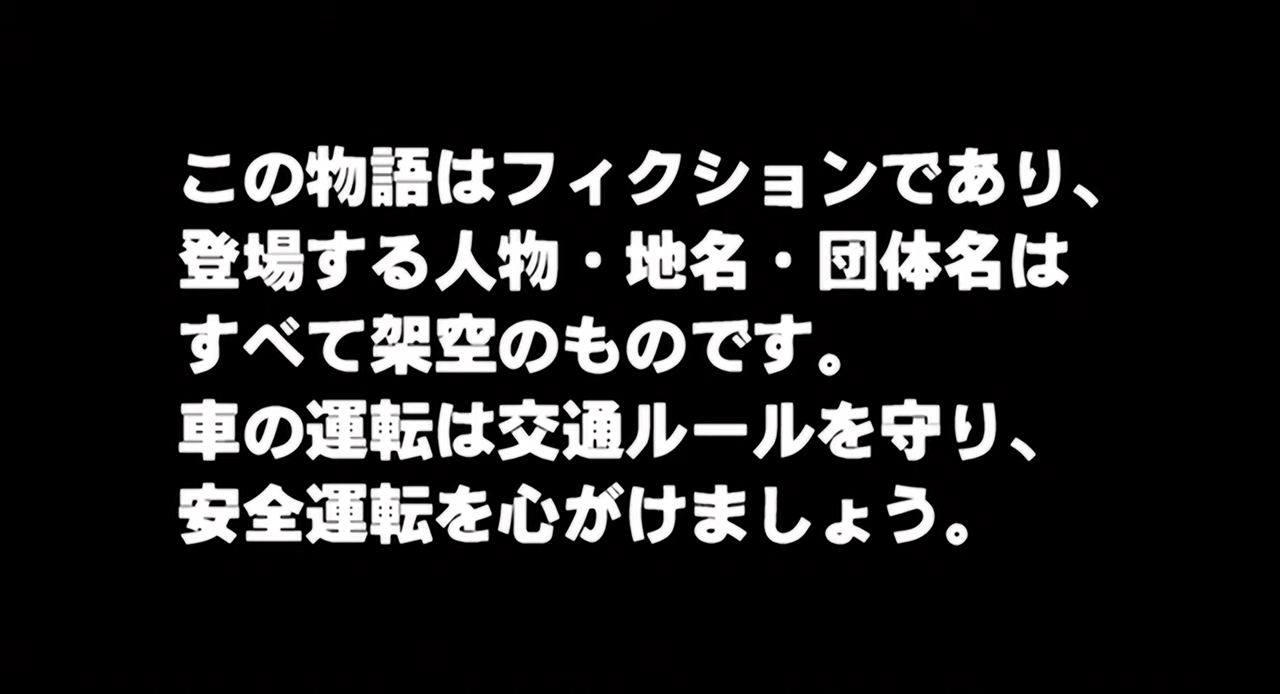 この物語はフィクションであり、
登場する人物・地名・団体名は
すべて架空のものです。
車の運転は交通ルールを守り、
安全運転を心がけましょう。